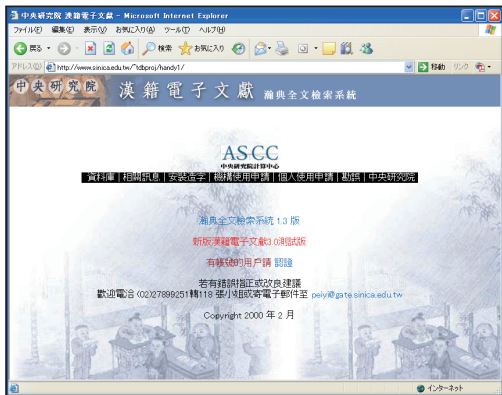 中央研究院 漢籍電子文獻 - Microsoft Internet Explorer
ファイル(F) 編集(E) 表示(V) お気に入り(A) ツール(T) ヘルプ(H)
戻る 検索 お気に入り
アドレス(D) http://www.sinica.edu.tw/~tdbproj/handy1/ 移動 リンク
中央研究院 漢籍電子文獻 瀚典全文檢索系統
ASCC
中央研究院計算中心
資料庫 | 相關訊息 | 安裝造字 | 機構使用申請 | 個人使用申請 | 勘誤 | 中央研究院
瀚典全文檢索系統 1.3 版
新版漢籍電子文獻3.0測試版
有帳號的用戶請 認證
若有錯誤指正或改良建議
歡迎電洽 (02)27899251轉118 張小姐或寄電子郵件至 peiyi@gate.sinica.edu.tw
Copyright 2000 年 2 月
インターネット